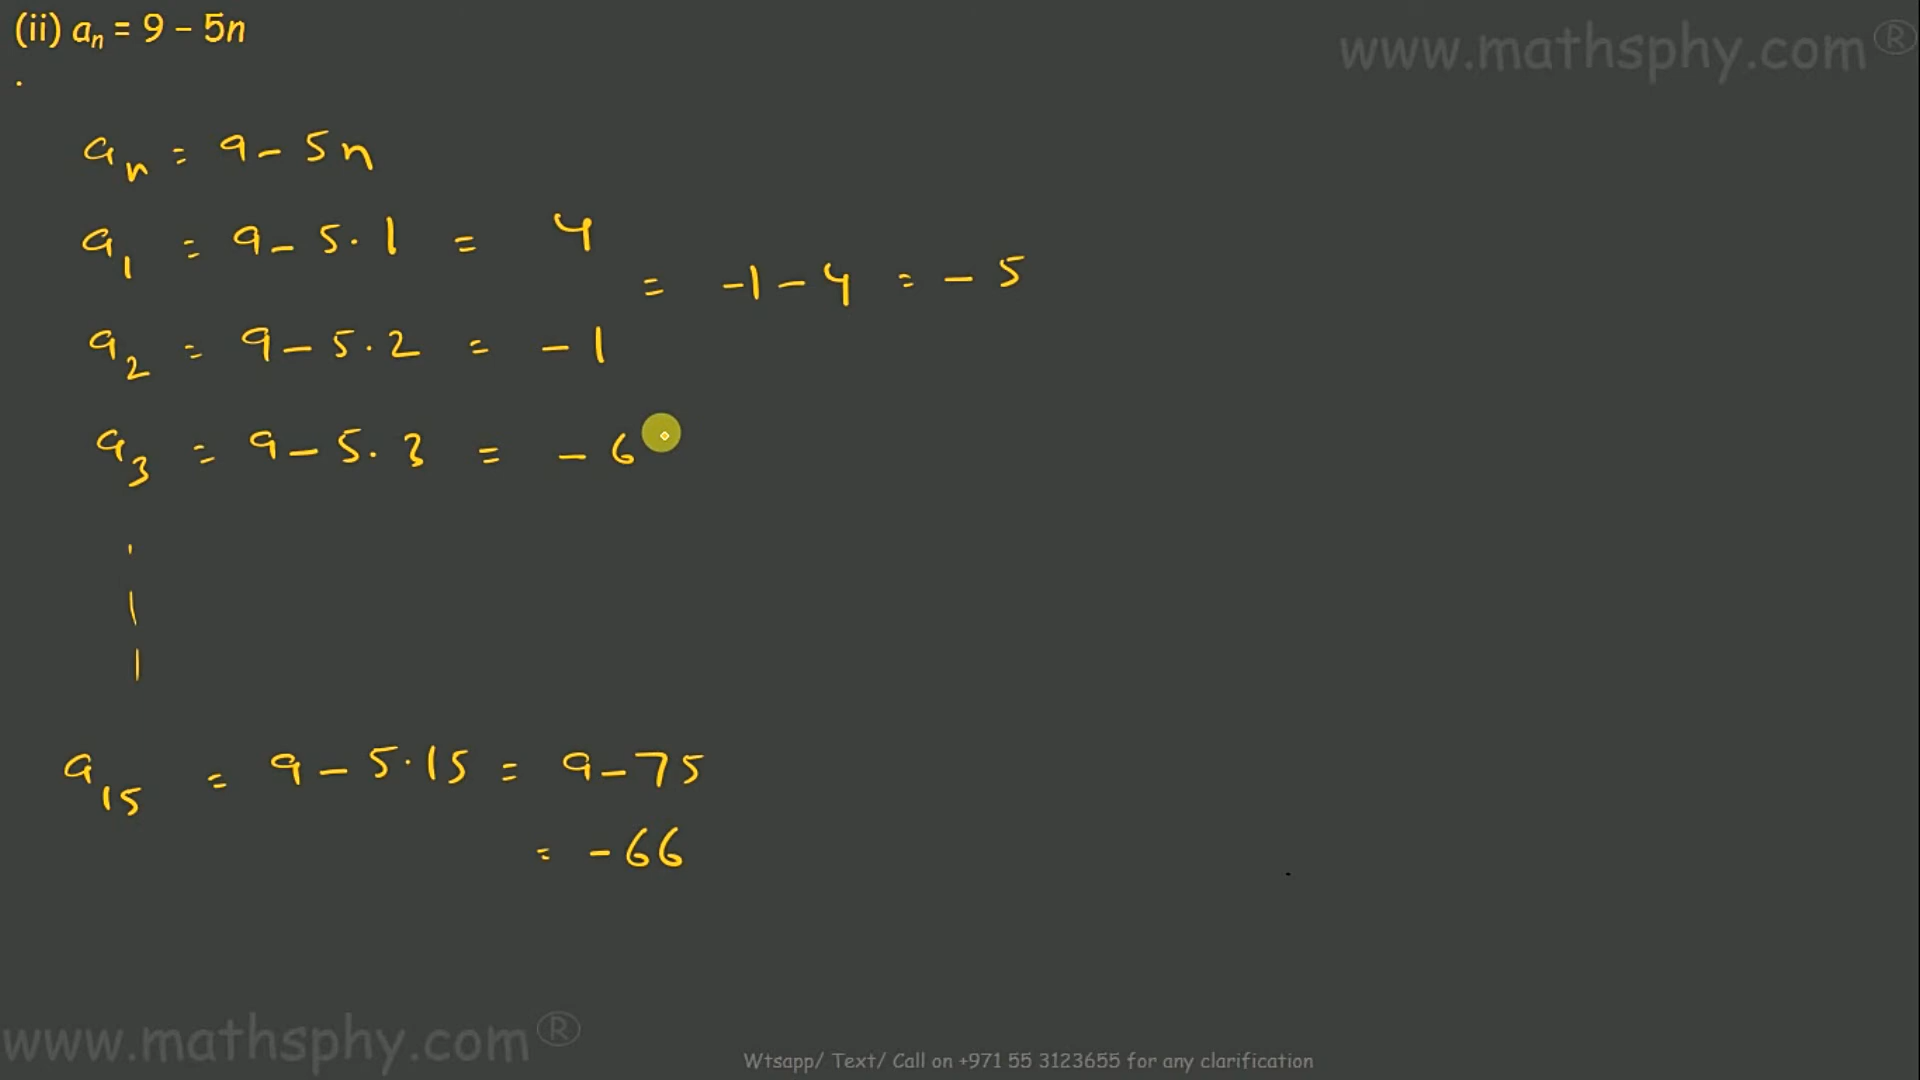 (ii) aₙ = 9 – 5n
www.mathsphy.com®
.
aₙ = 9 – 5n
a₁ = 9 – 5·1 = 4
= -1 – 4 = – 5
a₂ = 9 – 5·2 = – 1
a₃ = 9 – 5·3 = – 6
a₁₅ = 9 – 5·15 = 9 – 75
= -66
www.mathsphy.com®
Wtsapp/ Text/ Call on +971 55 3123655 for any clarification